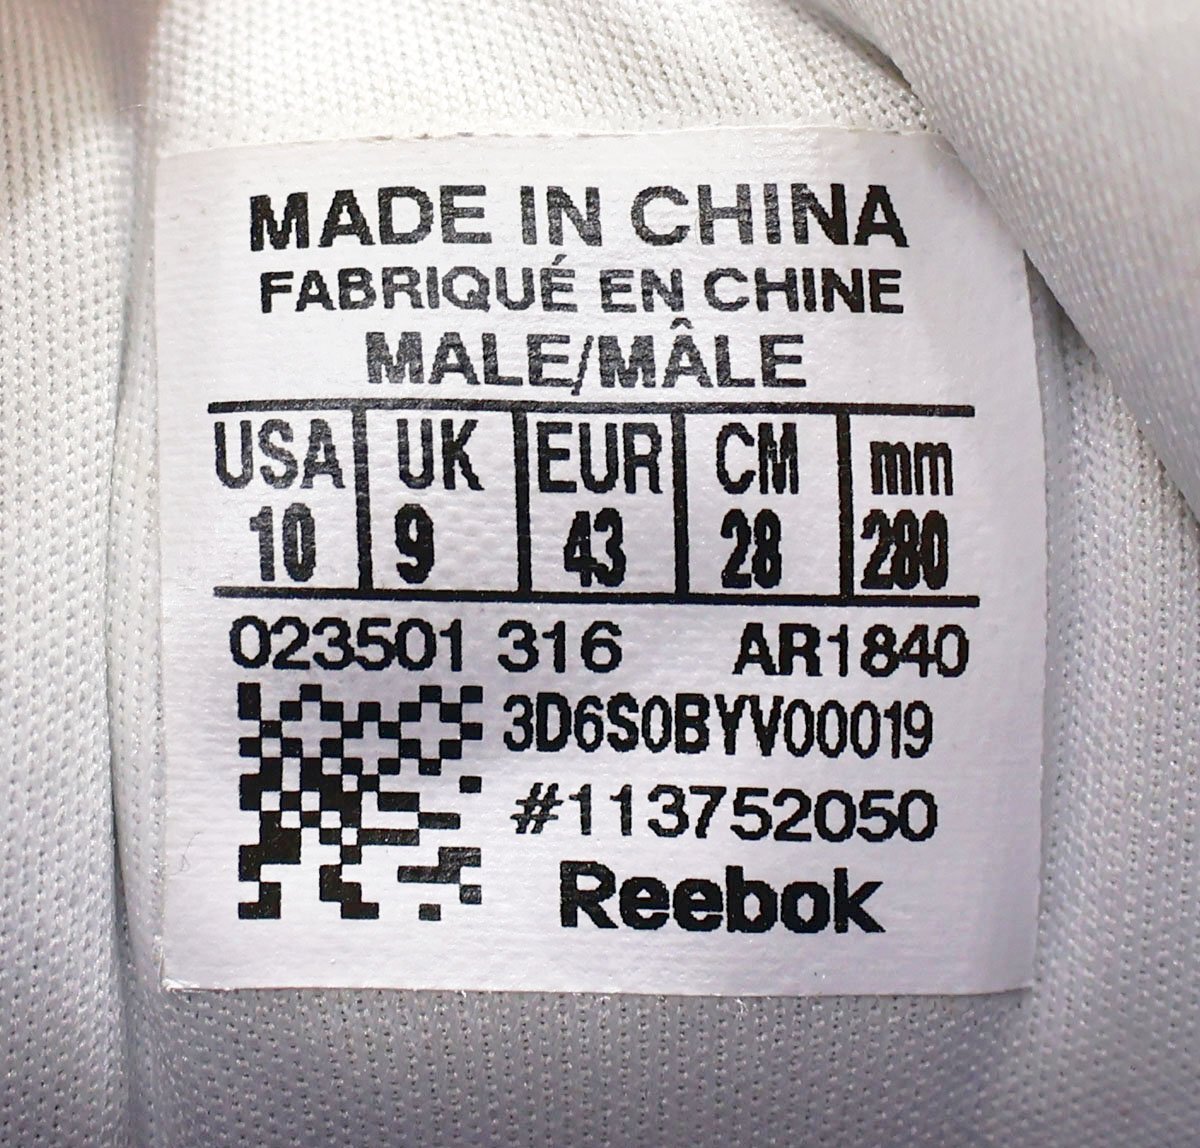 MADE IN CHINA
FABRIQUÉ EN CHINE
MALE/MÂLE
USA UK EUR CM mm
10 9 43 28 280
023501 316 AR1840
3D6S0BYV00019
#113752050
Reebok